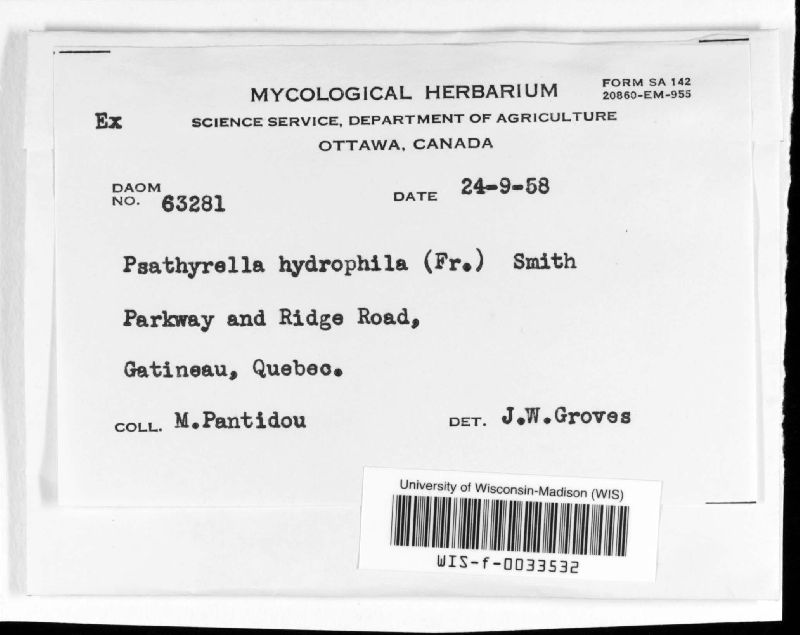 MYCOLOGICAL HERBARIUM
FORM SA 142
20860-EM-955
Ex
SCIENCE SERVICE, DEPARTMENT OF AGRICULTURE
OTTAWA, CANADA
DAOM
NO. 63281
DATE 24-9-58
Psathyrella hydrophila (Fr.) Smith
Parkway and Ridge Road,
Gatineau, Quebec.
COLL. M.Pantidou
DET. J.W.Groves
University of Wisconsin-Madison (WIS)
WIS-f-0033532